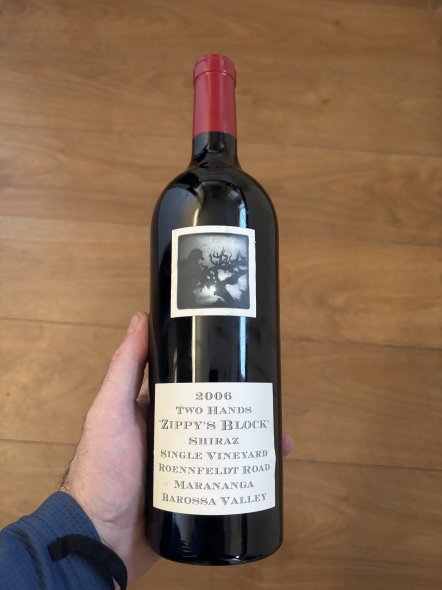 2006
Two Hands
'Zippy's Block'
Shiraz
Single Vineyard
Roennfeldt Road
Marananga
Barossa Valley